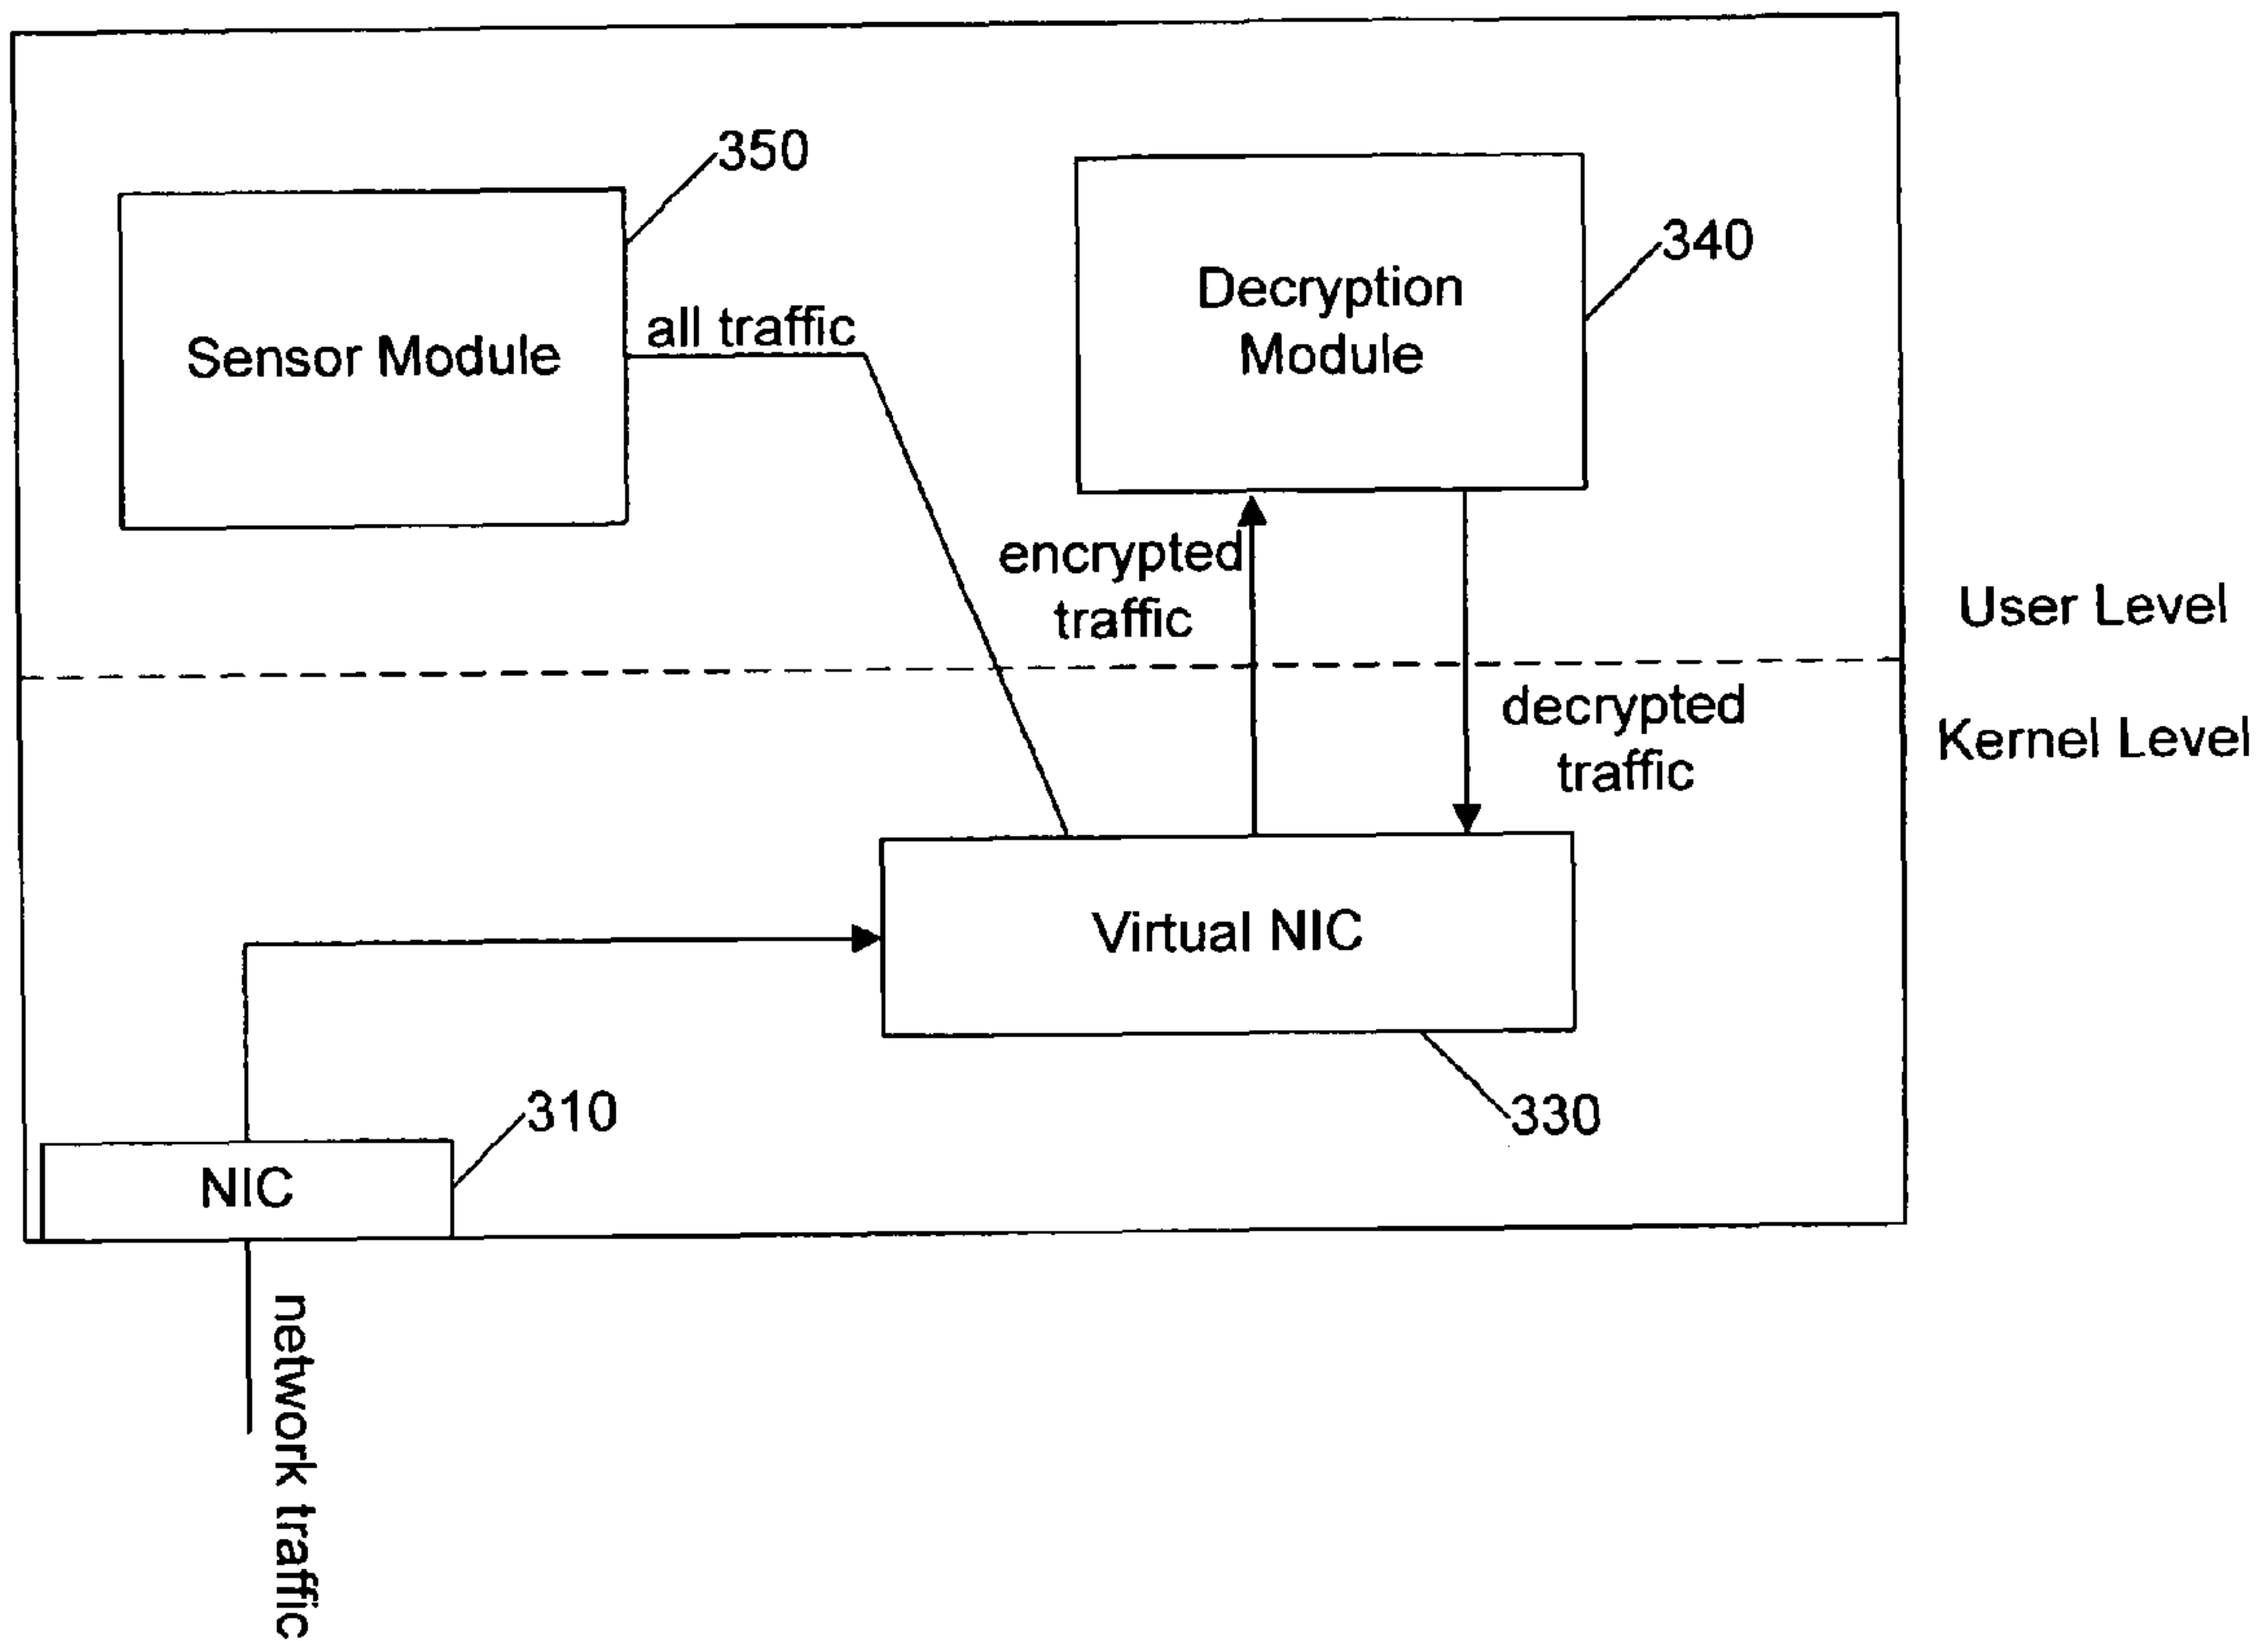 350
340
Decryption
Module
all traffic
Sensor Module
encrypted
traffic
User Level
decrypted
traffic
Kernel Level
Virtual NIC
310
330
NIC
network traffic